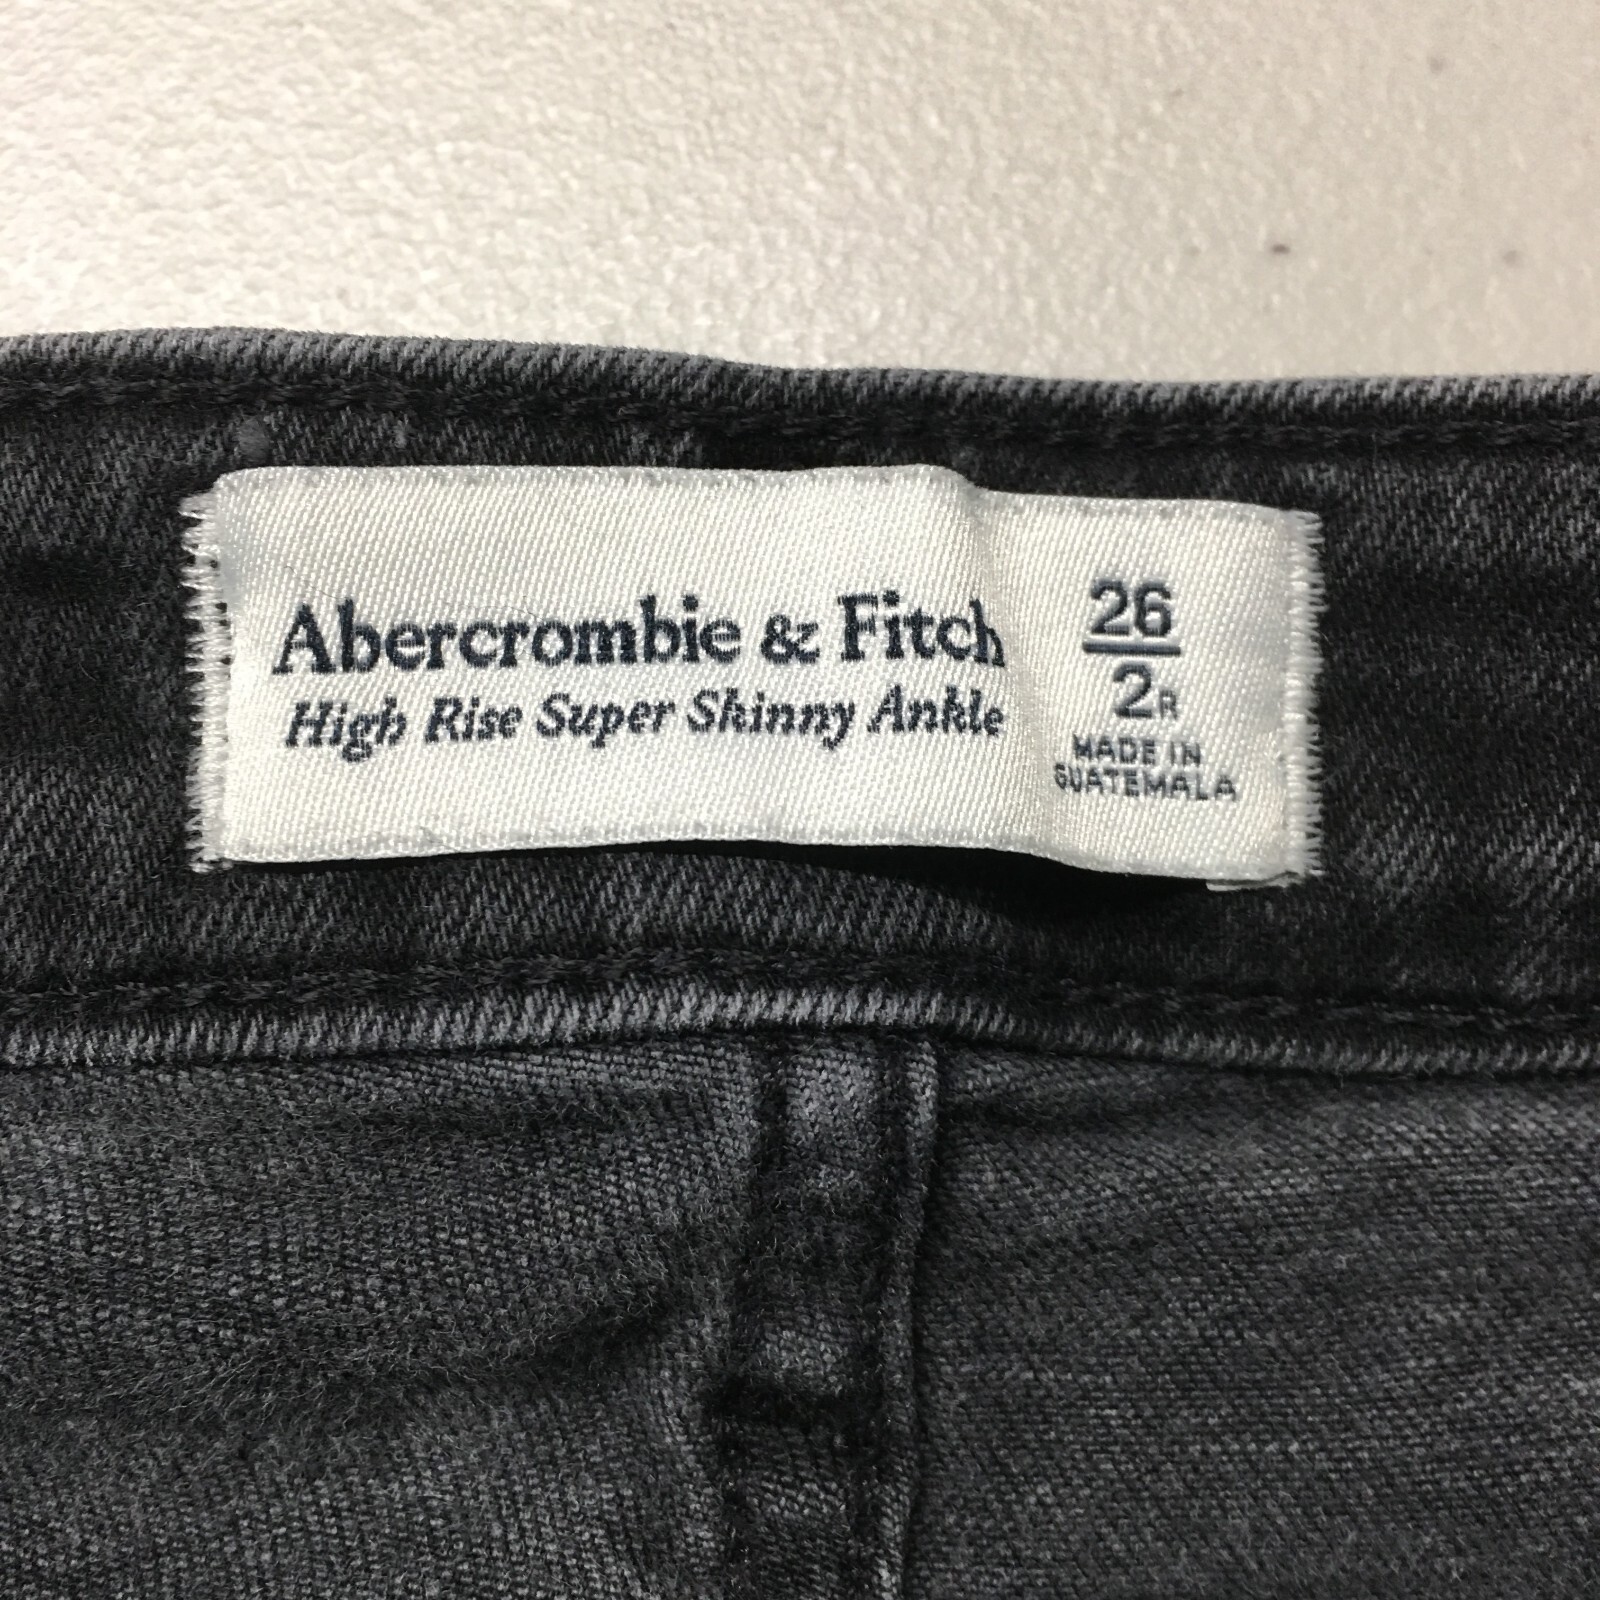 Abercrombie & Fitch
High Rise Super Skinny Ankle
26
2R
MADE IN
GUATEMALA